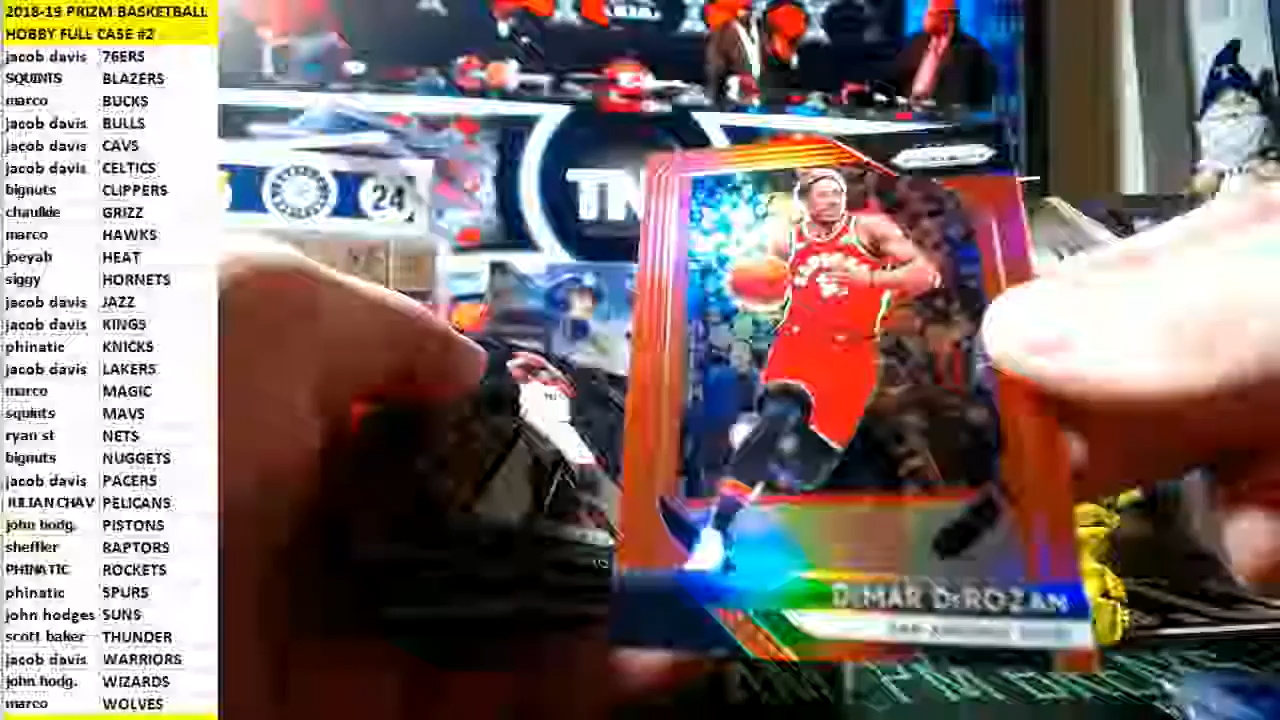 2018-19 PRIZM BASKETBALL
HOBBY FULL CASE #2
jacob davis 76ERS
SQUINTS BLAZERS
marco BUCKS
jacob davis BULLS
jacob davis CAVS
jacob davis CELTICS
bignuts CLIPPERS
chaulkie GRIZZ
marco HAWKS
joeyah HEAT
siggy HORNETS
jacob davis JAZZ
jacob davis KINGS
phinatic KNICKS
jacob davis LAKERS
marco MAGIC
squints MAVS
ryan st NETS
bignuts NUGGETS
jacob davis PACERS
JULIAN CHAV PELICANS
john hodg. PISTONS
sheffler RAPTORS
PHINATIC ROCKETS
phinatic SPURS
john hodges SUNS
scott baker THUNDER
jacob davis WARRIORS
john hodg. WIZARDS
marco WOLVES
24
TN
DEMAR DeROZAN